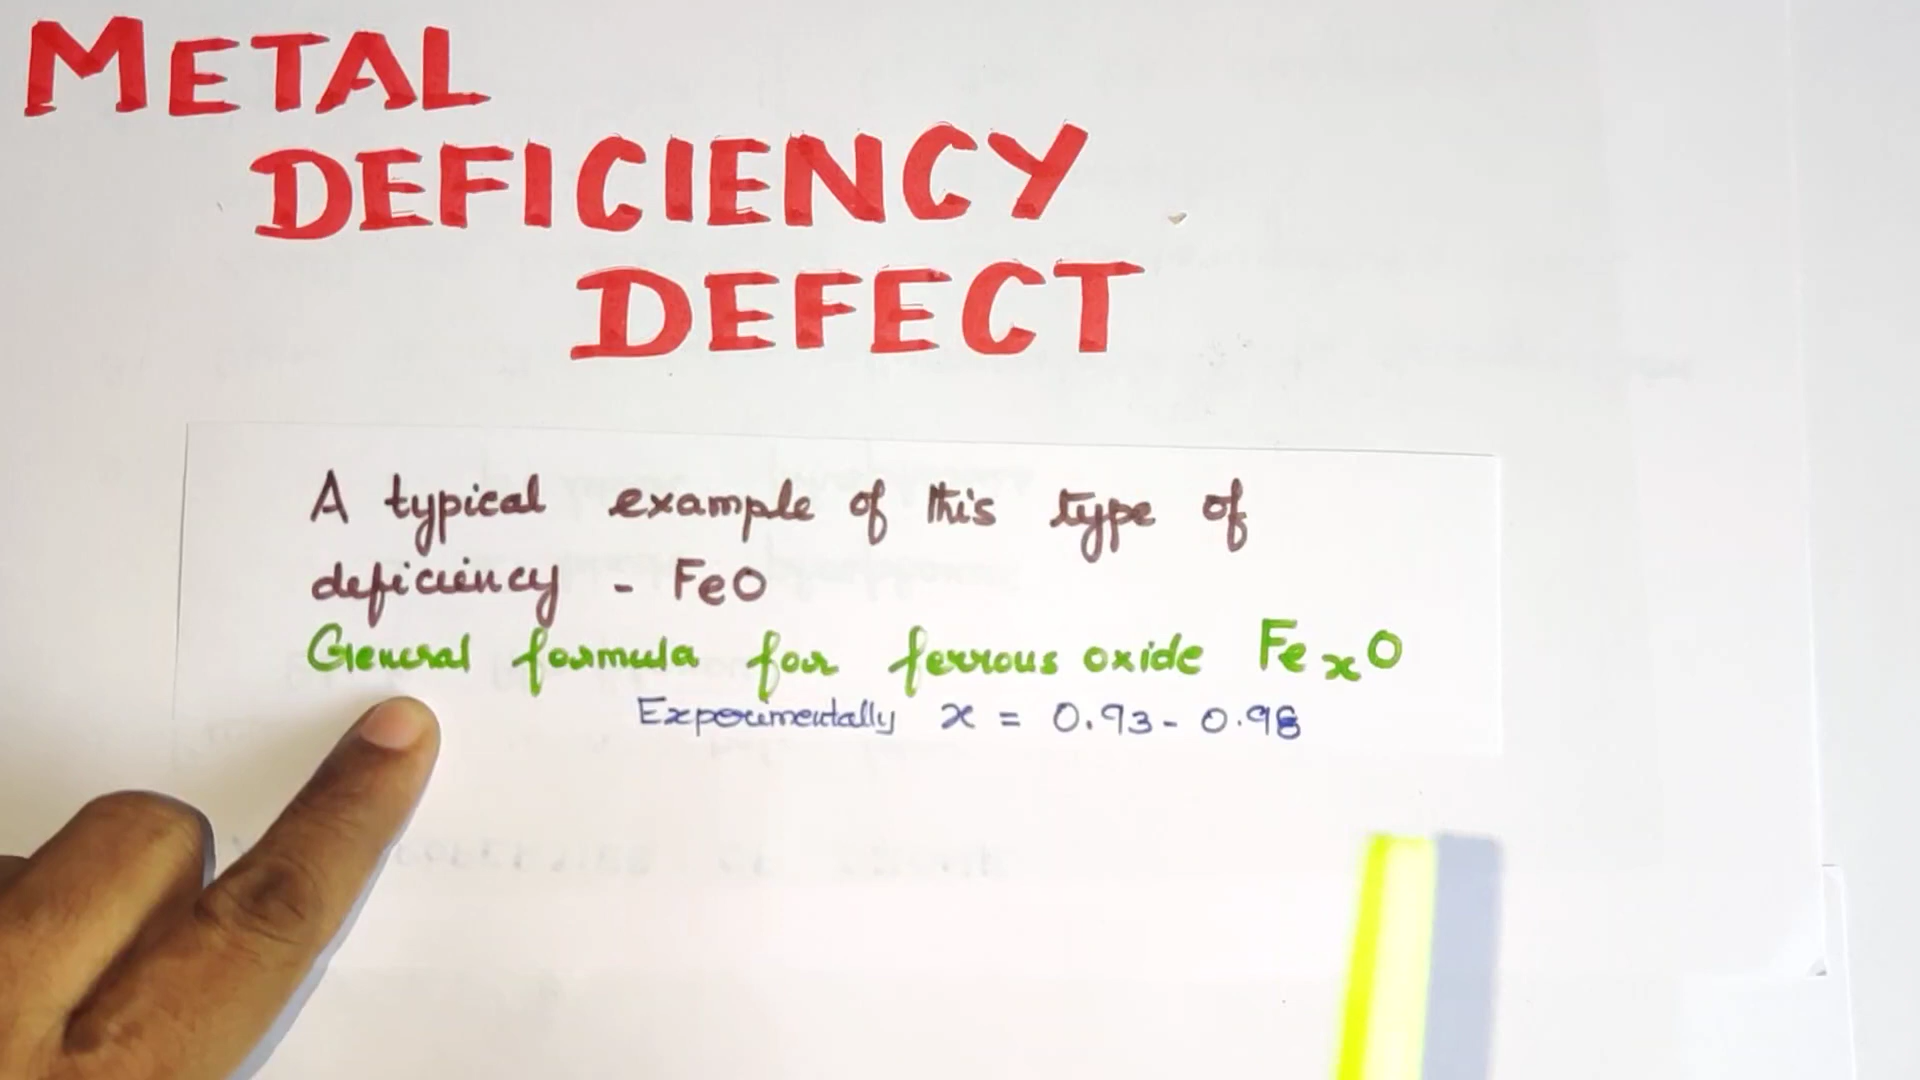 METAL
DEFICIENCY
DEFECT
A typical example of this type of
deficiency - FeO
General formula for ferrous oxide FexO
Experimentally x = 0.93 - 0.98